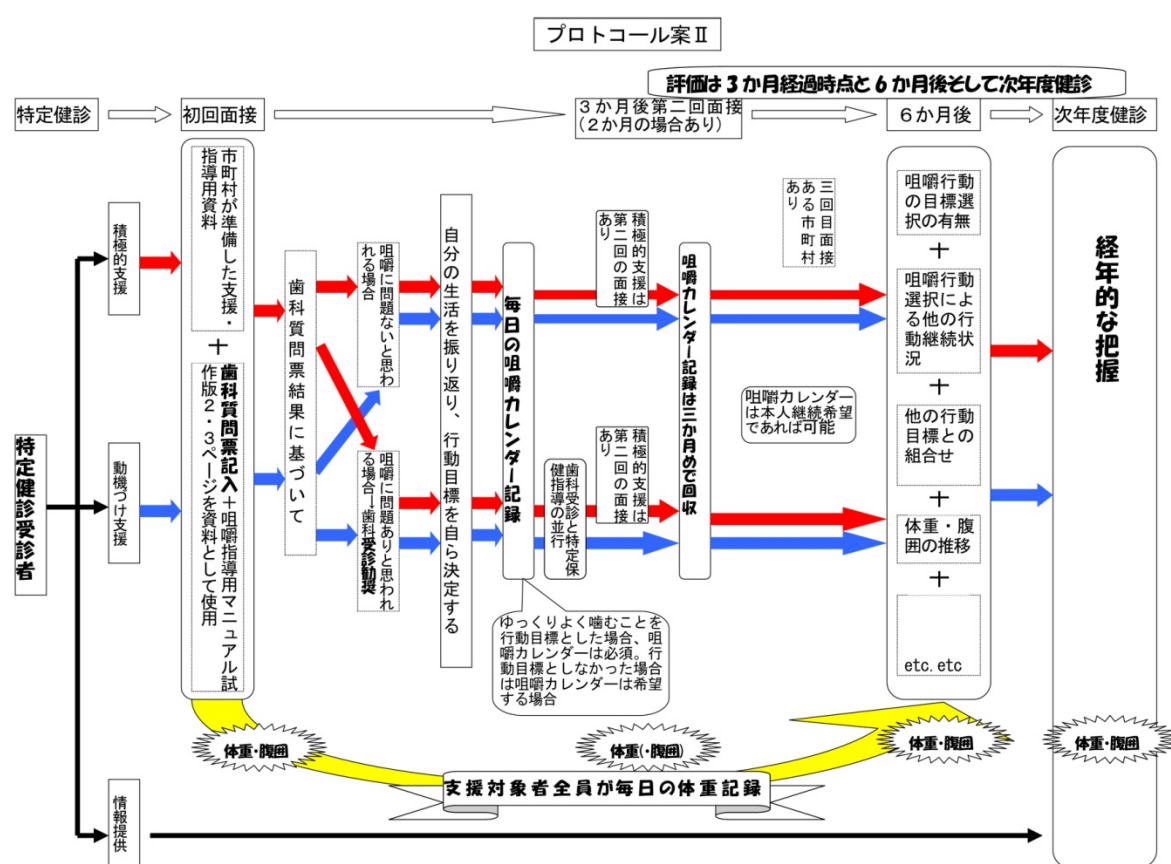 プロトコール案Ⅱ
評価は3か月経過時点と6か月後そして次年度健診
特定健診
初回面接
3か月後第二回面接
(2か月の場合あり)
6か月後
次年度健診
特定健診受診者
積極的支援
動機づけ支援
情報提供
市町村が準備した支援・
指導用資料
+
歯科質問票記入+咀嚼指導用マニュアル試
作版2・3ページを資料として使用
歯科質問票結果に基づいて
咀嚼に問題ないと思わ
れる場合
咀嚼に問題ありと思われ
る場合→歯科受診勧奨
自分の生活を振り返り、行動目標を自ら決定する
毎日の咀嚼カレンダー記録
積極的支援は
第二回の面接
あり
歯科受診と特定保
健指導の並行
積極的支援は
第二回の面接
あり
咀嚼カレンダー記録は三か月めで回収
三回目面接
ある市町村
あり
咀嚼カレンダー
は本人継続希望
であれば可能
ゆっくりよく噛むことを
行動目標とした場合、咀
嚼カレンダーは必須。行
動目標としなかった場合
は咀嚼カレンダーは希望
する場合
咀嚼行動
の目標選
択の有無
+
咀嚼行動
選択によ
る他の行
動継続状
況
+
他の行動
目標との
組合せ
+
体重・腹
囲の推移
+
etc.etc
経年的な把握
体重・腹囲
体重(・腹囲)
体重・腹囲
体重・腹囲
支援対象者全員が毎日の体重記録